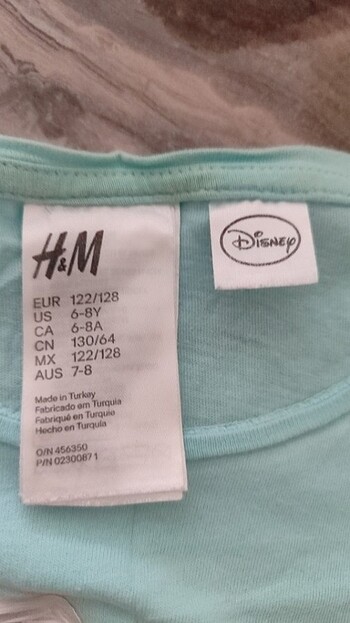 H&M
EUR 122/128
US 6-8Y
CA 6-8A
CN 130/64
MX 122/128
AUS 7-8
Made in Turkey
Fabricado em Turquia
Fabriqué en Turquie
Hecho en Turquía
O/N 456350
P/N 02300871
Disney